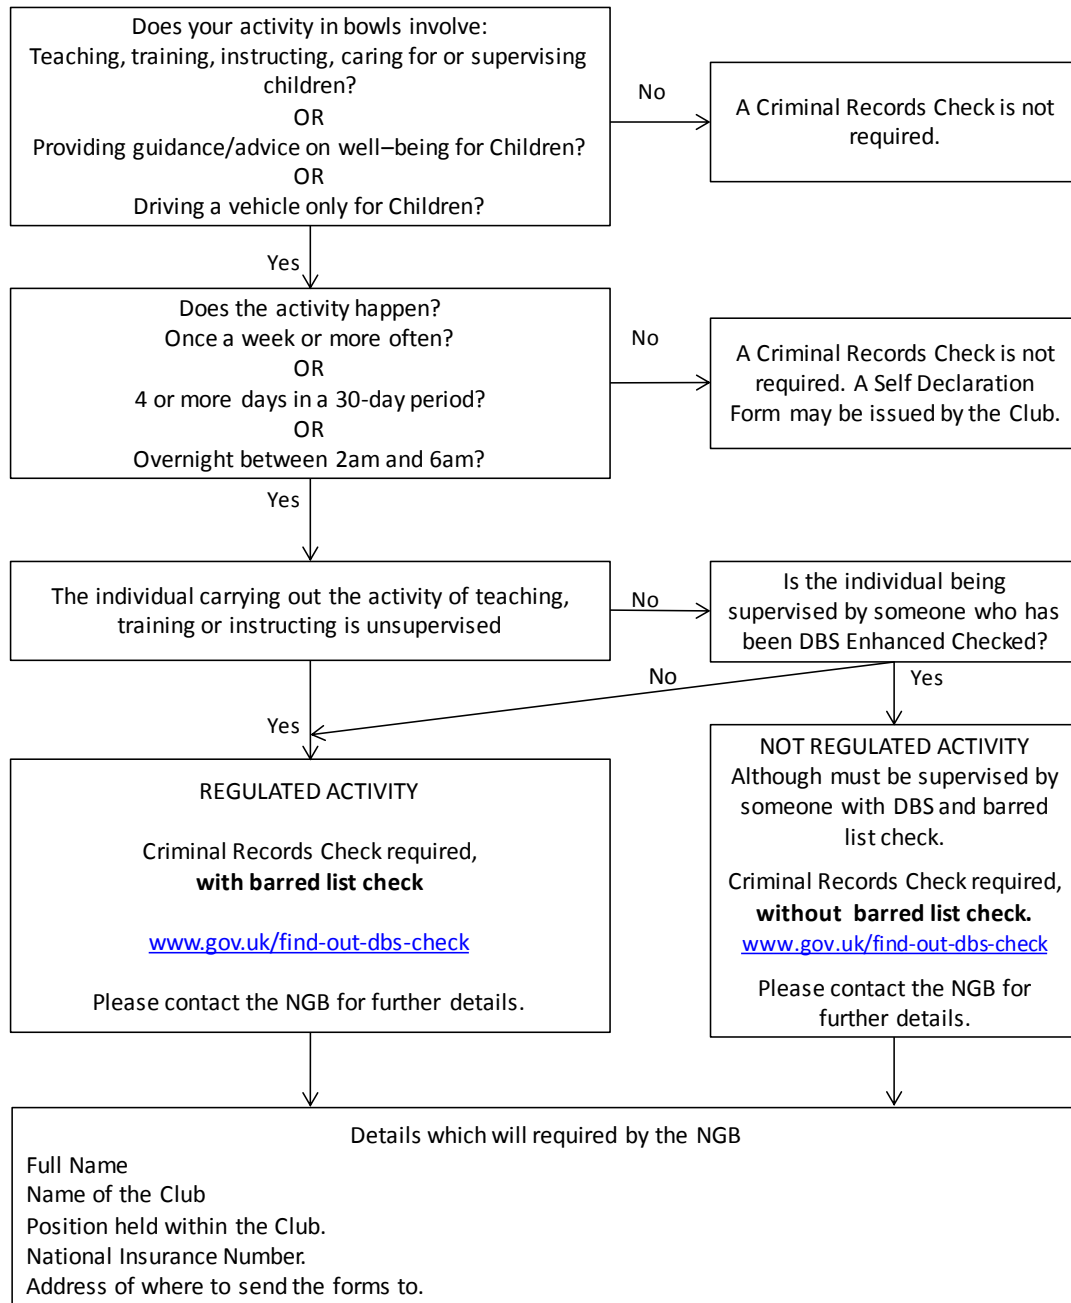 Does your activity in bowls involve:
Teaching, training, instructing, caring for or supervising
children?
OR
Providing guidance/advice on well–being for Children?
OR
Driving a vehicle only for Children?
No
A Criminal Records Check is not
required.
Yes
Does the activity happen?
Once a week or more often?
OR
4 or more days in a 30-day period?
OR
Overnight between 2am and 6am?
No
A Criminal Records Check is not
required. A Self Declaration
Form may be issued by the Club.
Yes
The individual carrying out the activity of teaching,
training or instructing is unsupervised
No
Is the individual being
supervised by someone who has
been DBS Enhanced Checked?
No
Yes
Yes
REGULATED ACTIVITY
Criminal Records Check required,
with barred list check
www.gov.uk/find-out-dbs-check
Please contact the NGB for further details.
NOT REGULATED ACTIVITY
Although must be supervised by
someone with DBS and barred
list check.
Criminal Records Check required,
without barred list check.
www.gov.uk/find-out-dbs-check
Please contact the NGB for
further details.
Details which will required by the NGB
Full Name
Name of the Club
Position held within the Club.
National Insurance Number.
Address of where to send the forms to.